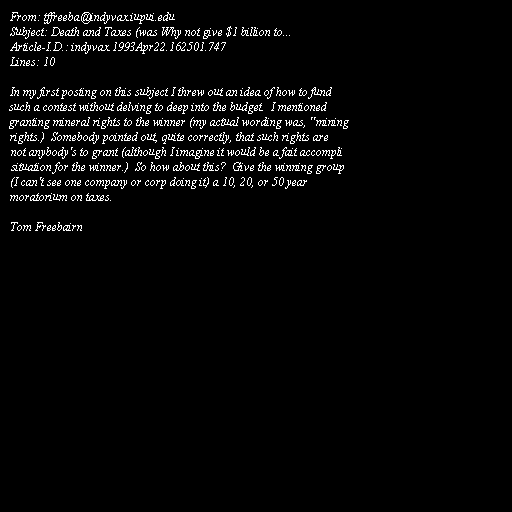 From: tffreeba@indyvax.iupui.edu
Subject: Death and Taxes (was Why not give $1 billion to...
Article-I.D.: indyvax.1993Apr22.162501.747
Lines: 10

In my first posting on this subject I threw out an idea of how to fund
such a contest without delving to deep into the budget.  I mentioned
granting mineral rights to the winner (my actual wording was, "mining
rights.)  Somebody pointed out, quite correctly, that such rights are
not anybody's to grant (although I imagine it would be a fait accompli
situation for the winner.)  So how about this?  Give the winning group
(I can't see one company or corp doing it) a 10, 20, or 50 year
moratorium on taxes.

Tom Freebairn